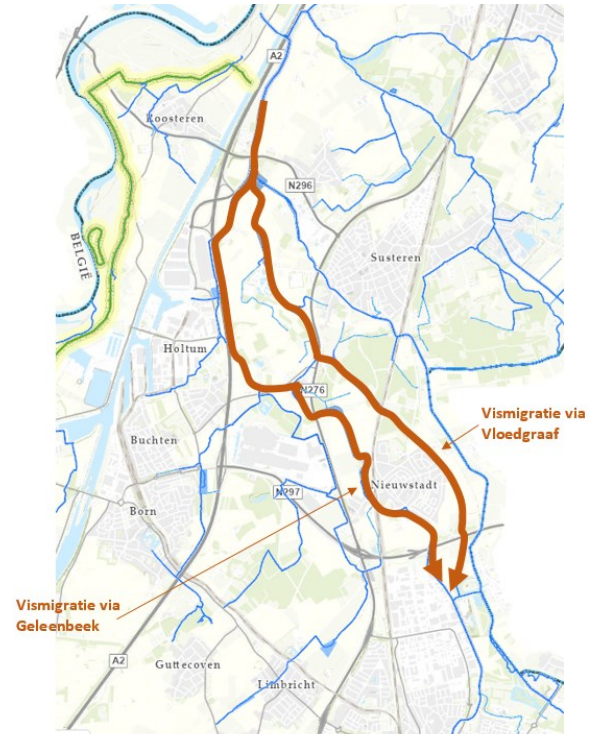 A2
Roosteren
N296
BELGIË
Susteren
Holtum
N276
Vismigratie via
Vloedgraaf
Buchten
Nieuwstadt
N297
Born
Vismigratie via
Geleenbeek
A2
Guttecoven
Limbricht